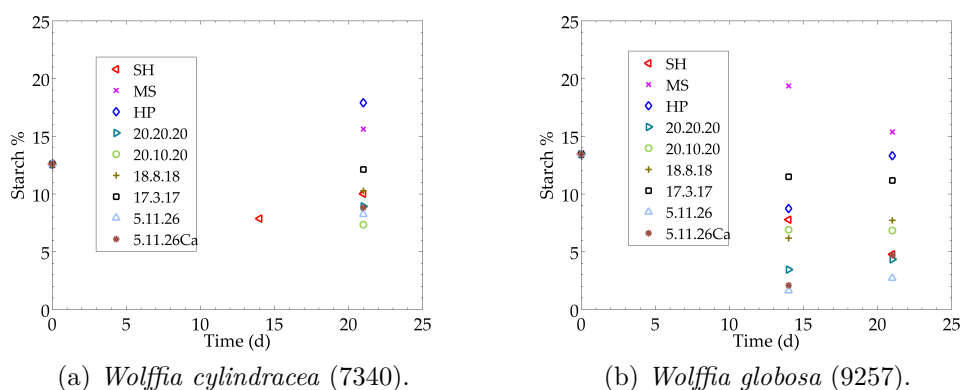 25
20
15
10
5
0
Starch %
SH
MS
HP
20.20.20
20.10.20
18.8.18
17.3.17
5.11.26
5.11.26Ca
0 5 10 15 20 25
Time (d)
(a) Wolffia cylindracea (7340).
25
20
15
10
5
0
Starch %
SH
MS
HP
20.20.20
20.10.20
18.8.18
17.3.17
5.11.26
5.11.26Ca
0 5 10 15 20 25
Time (d)
(b) Wolffia globosa (9257).